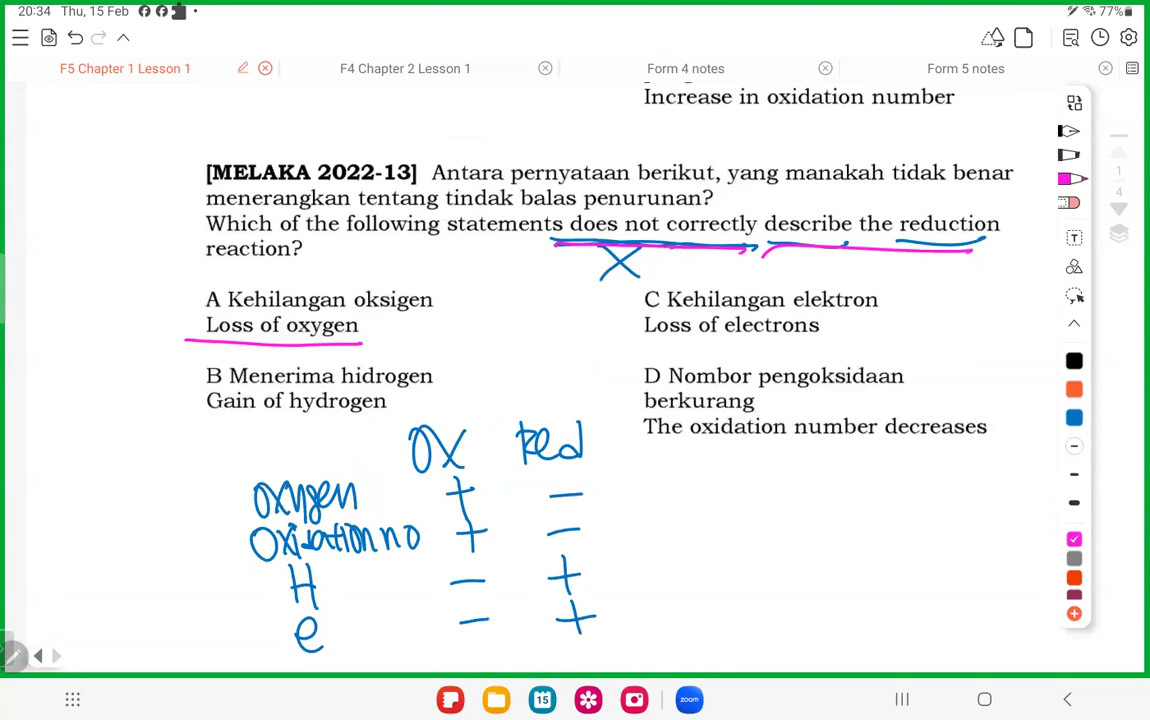 20:34 Thu, 15 Feb
77%
F5 Chapter 1 Lesson 1
F4 Chapter 2 Lesson 1
Form 4 notes
Form 5 notes
Increase in oxidation number
[MELAKA 2022-13] Antara pernyataan berikut, yang manakah tidak benar
menerangkan tentang tindak balas penurunan?
Which of the following statements does not correctly describe the reduction
reaction?
A Kehilangan oksigen
Loss of oxygen
B Menerima hidrogen
Gain of hydrogen
C Kehilangan elektron
Loss of electrons
D Nombor pengoksidaan
berkurang
The oxidation number decreases
OX Red
Oxygen + −
Oxidation no + −
H − +
e − +
T
1
4
15
zoom